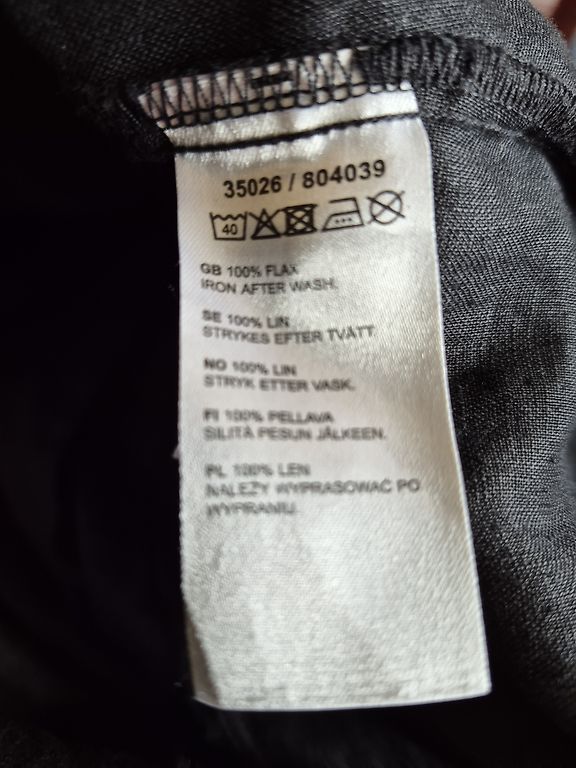 35026 / 804039
40
GB 100% FLAX
IRON AFTER WASH.
SE 100% LIN
STRYKES EFTER TVÄTT
NO 100% LIN
STRYK ETTER VASK.
FI 100% PELLAVA
SILITÄ PESUN JÄLKEEN.
PL 100% LEN
NALEŻY WYPRASOWAĆ PO
WYPRANIU.